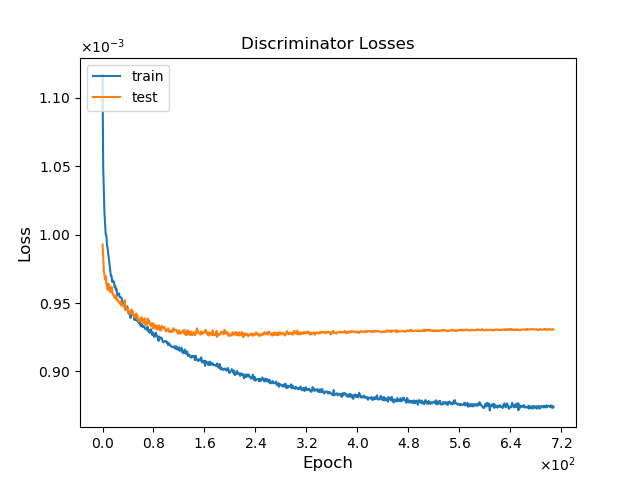 Discriminator Losses
×10⁻³
train
test
1.10
1.05
1.00
0.95
0.90
Loss
0.0 0.8 1.6 2.4 3.2 4.0 4.8 5.6 6.4 7.2
Epoch
×10²